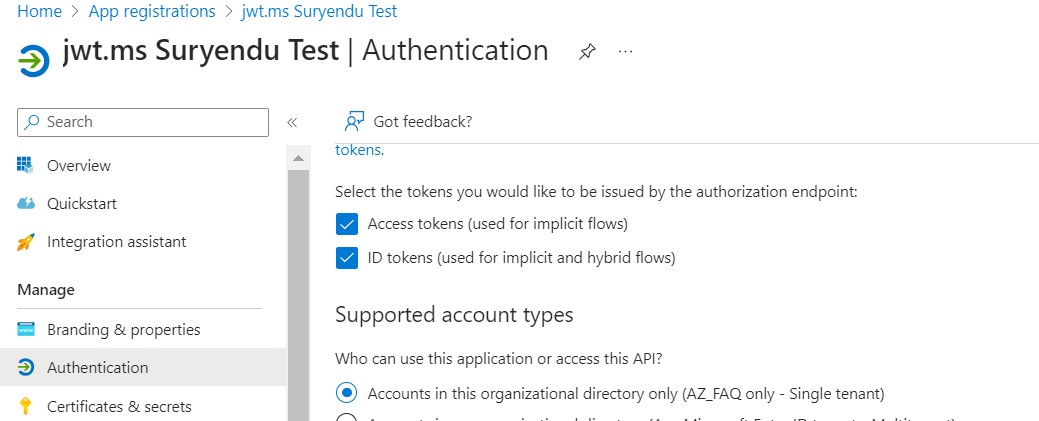 Home > App registrations > jwt.ms Suryendu Test
jwt.ms Suryendu Test | Authentication
Search
Got feedback?
Overview
Quickstart
Integration assistant
Manage
Branding & properties
Authentication
Certificates & secrets
tokens.
Select the tokens you would like to be issued by the authorization endpoint:
Access tokens (used for implicit flows)
ID tokens (used for implicit and hybrid flows)
Supported account types
Who can use this application or access this API?
Accounts in this organizational directory only (AZ_FAQ only - Single tenant)